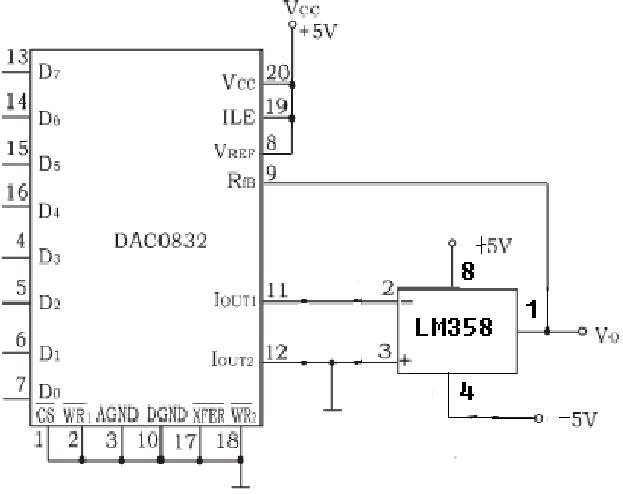 Vcc
+5V
13 D7
Vcc 20
14 D6
ILE 19
15 D5
VREF 8
RfB 9
16 D4
DAC0832
4 D3
+5V
8
5 D2
IOUT1 11
2 −
1
LM358
Vo
6 D1
IOUT2 12
3 +
7 D0
4
−5V
CS WR1 AGND DGND XFER WR2
1 2 3 10 17 18